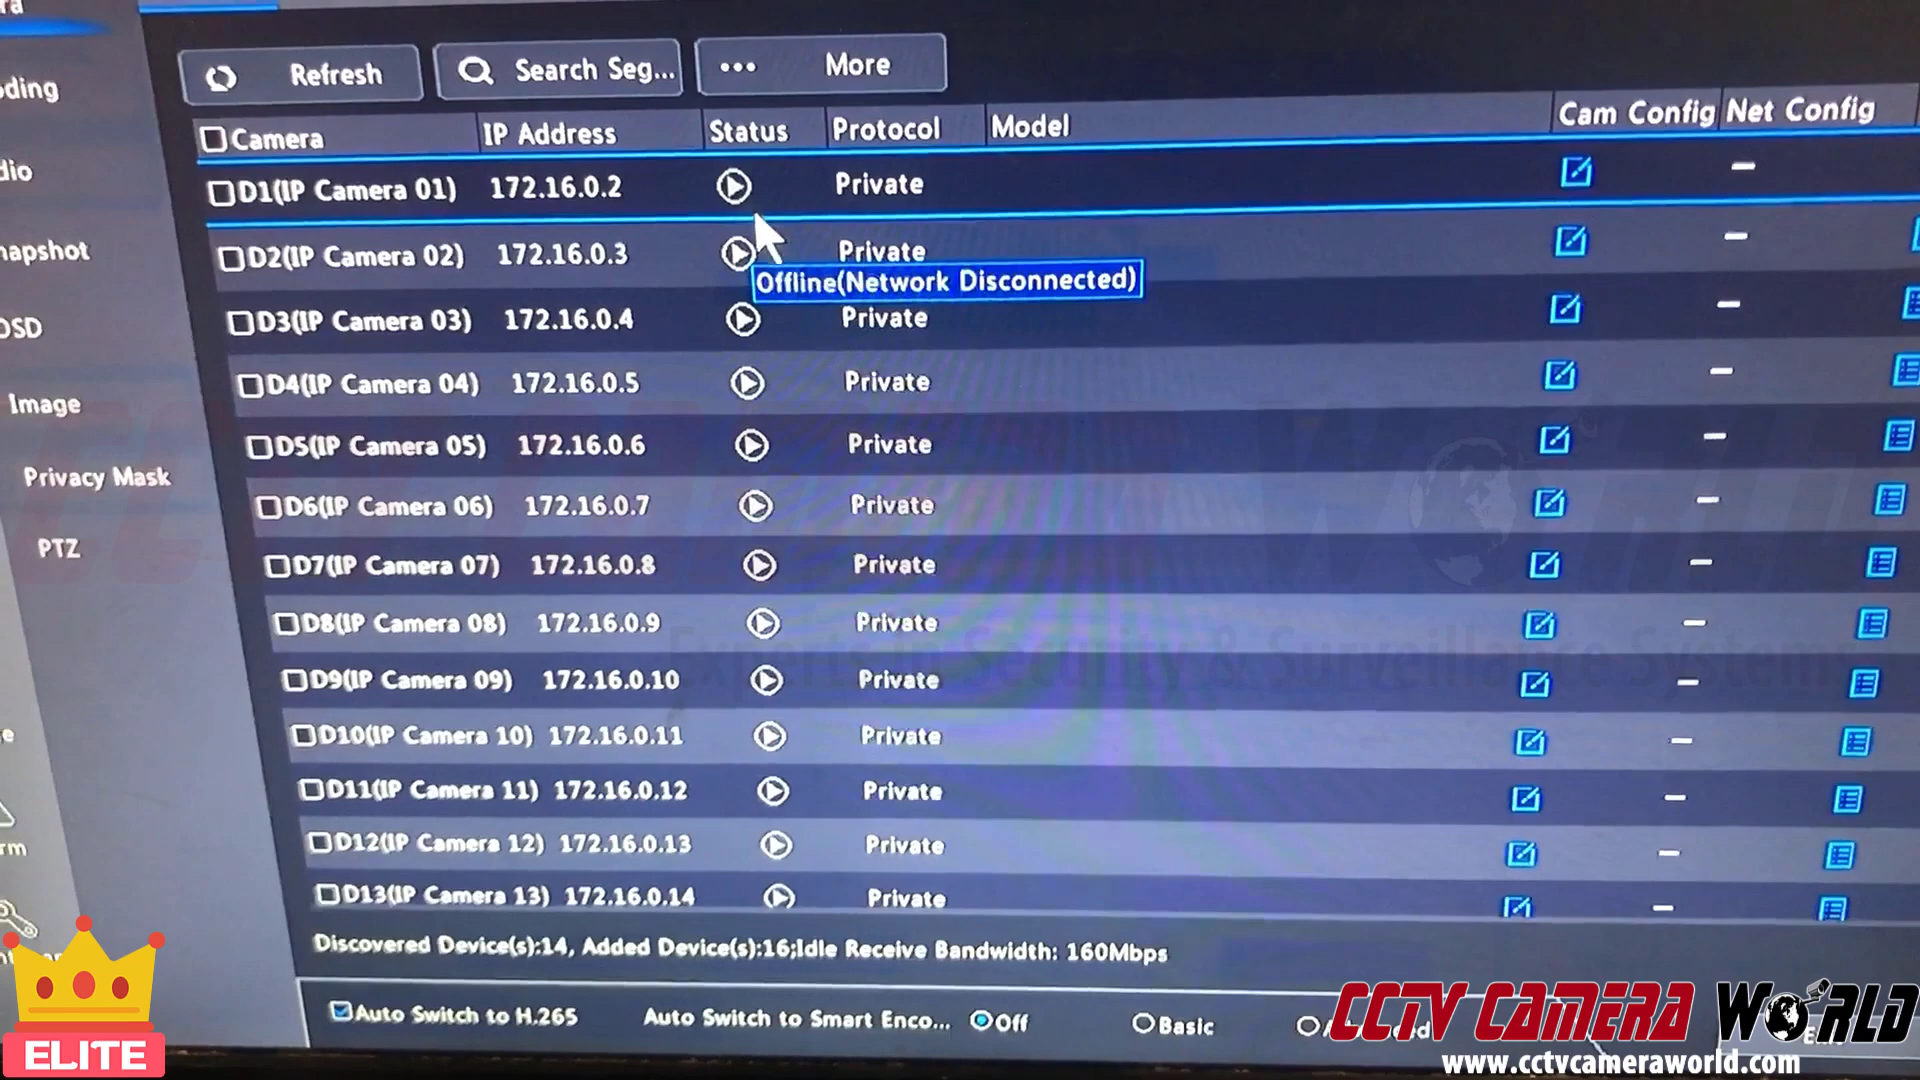 ra
Refresh Search Seg... ... More
oding
Camera IP Address Status Protocol Model Cam Config Net Config
dio
D1(IP Camera 01) 172.16.0.2 Private —
napshot
D2(IP Camera 02) 172.16.0.3 Private —
Offline(Network Disconnected)
OSD
D3(IP Camera 03) 172.16.0.4 Private —
Image
D4(IP Camera 04) 172.16.0.5 Private —
D5(IP Camera 05) 172.16.0.6 Private —
Privacy Mask
D6(IP Camera 06) 172.16.0.7 Private —
PTZ
D7(IP Camera 07) 172.16.0.8 Private —
D8(IP Camera 08) 172.16.0.9 Private —
Experts in Security & Surveillance Systems
D9(IP Camera 09) 172.16.0.10 Private —
D10(IP Camera 10) 172.16.0.11 Private —
D11(IP Camera 11) 172.16.0.12 Private —
D12(IP Camera 12) 172.16.0.13 Private —
rm
D13(IP Camera 13) 172.16.0.14 Private —
Discovered Device(s):14, Added Device(s):16;Idle Receive Bandwidth: 160Mbps
Auto Switch to H.265 Auto Switch to Smart Enco... Off Basic
ELITE
CCTV CAMERA WORLD
www.cctvcameraworld.com